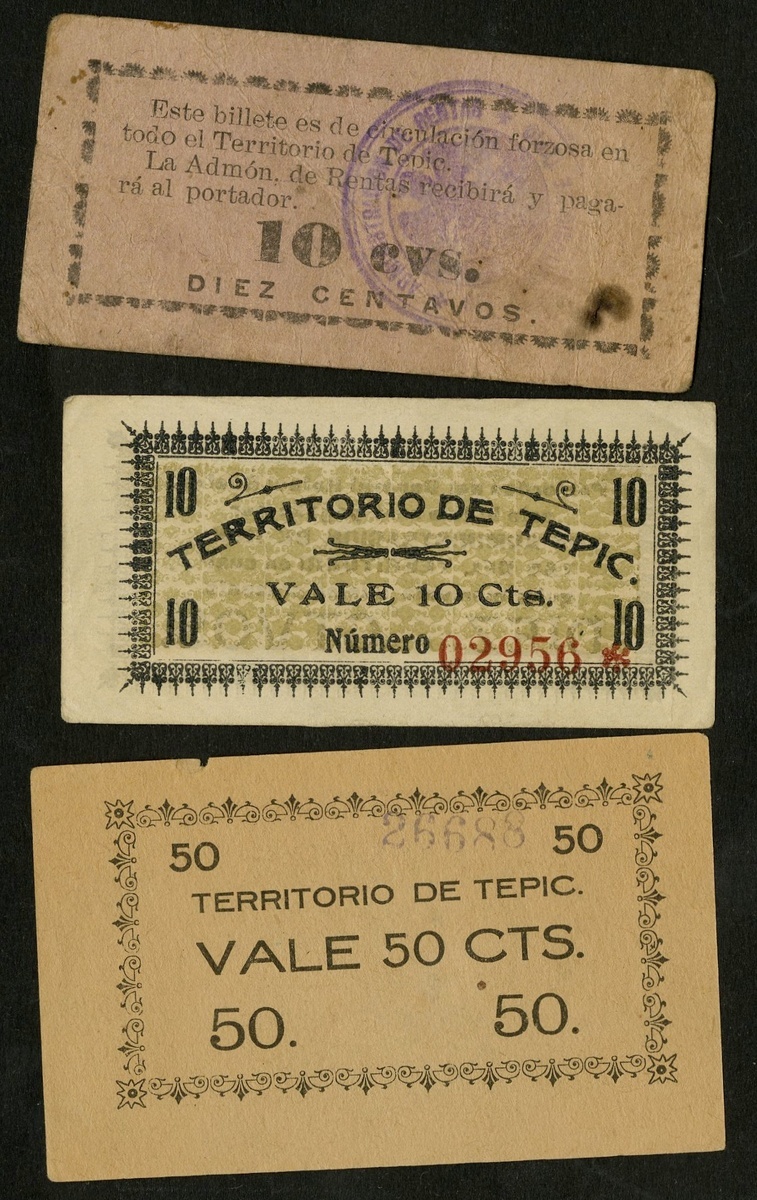 Este billete es de circulación forzosa en
todo el Territorio de Tepic.
La Admón. de Rentas recibirá y paga-
rá al portador.
10 cvs.
DIEZ CENTAVOS.
10 10
TERRITORIO DE TEPIC.
VALE 10 Cts.
10 10
Número 02956 *
26688
50 50
TERRITORIO DE TEPIC.
VALE 50 CTS.
50. 50.